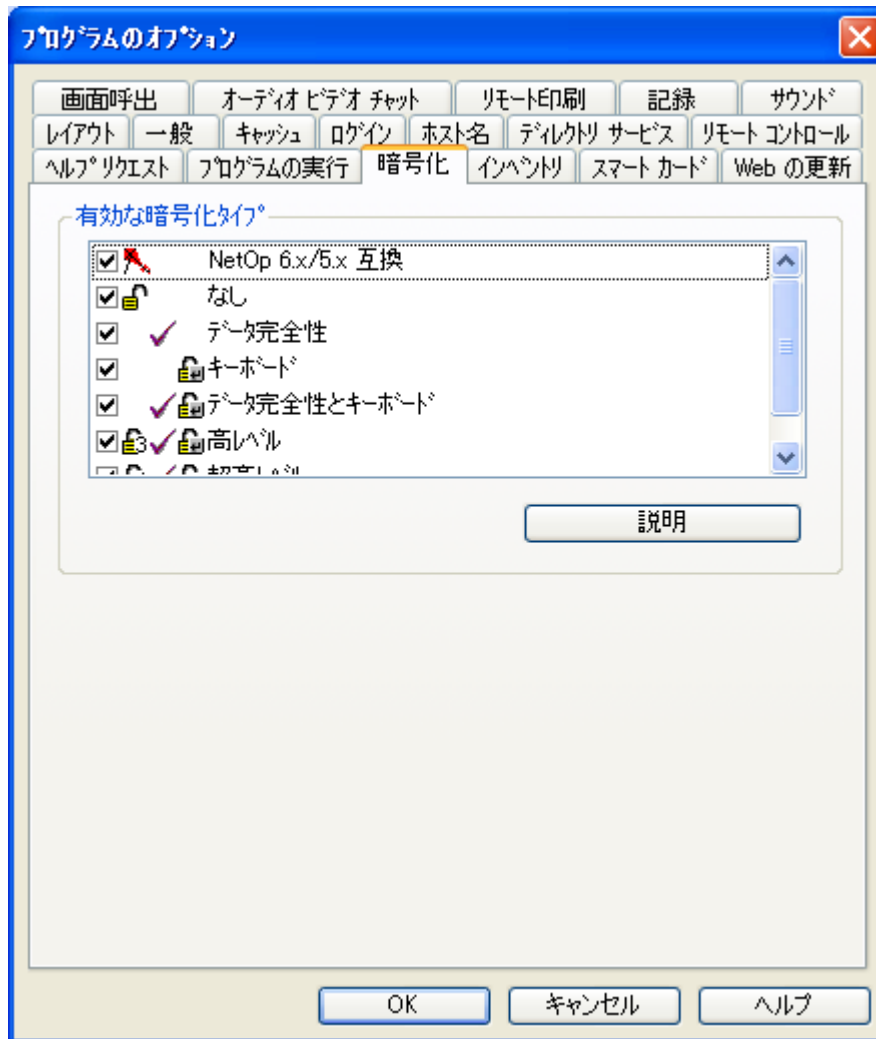 プログラムのオプション
画面呼出 オーディオ ビデオ チャット リモート印刷 記録 サウンド
レイアウト 一般 キャッシュ ログイン ホスト名 ディレクトリ サービス リモート コントロール
ヘルプ リクエスト プログラムの実行 暗号化 インベントリ スマート カード Web の更新
有効な暗号化タイプ
NetOp 6.x/5.x 互換
なし
データ完全性
キーボード
データ完全性とキーボード
3 高レベル
超高レベル
説明
OK キャンセル ヘルプ